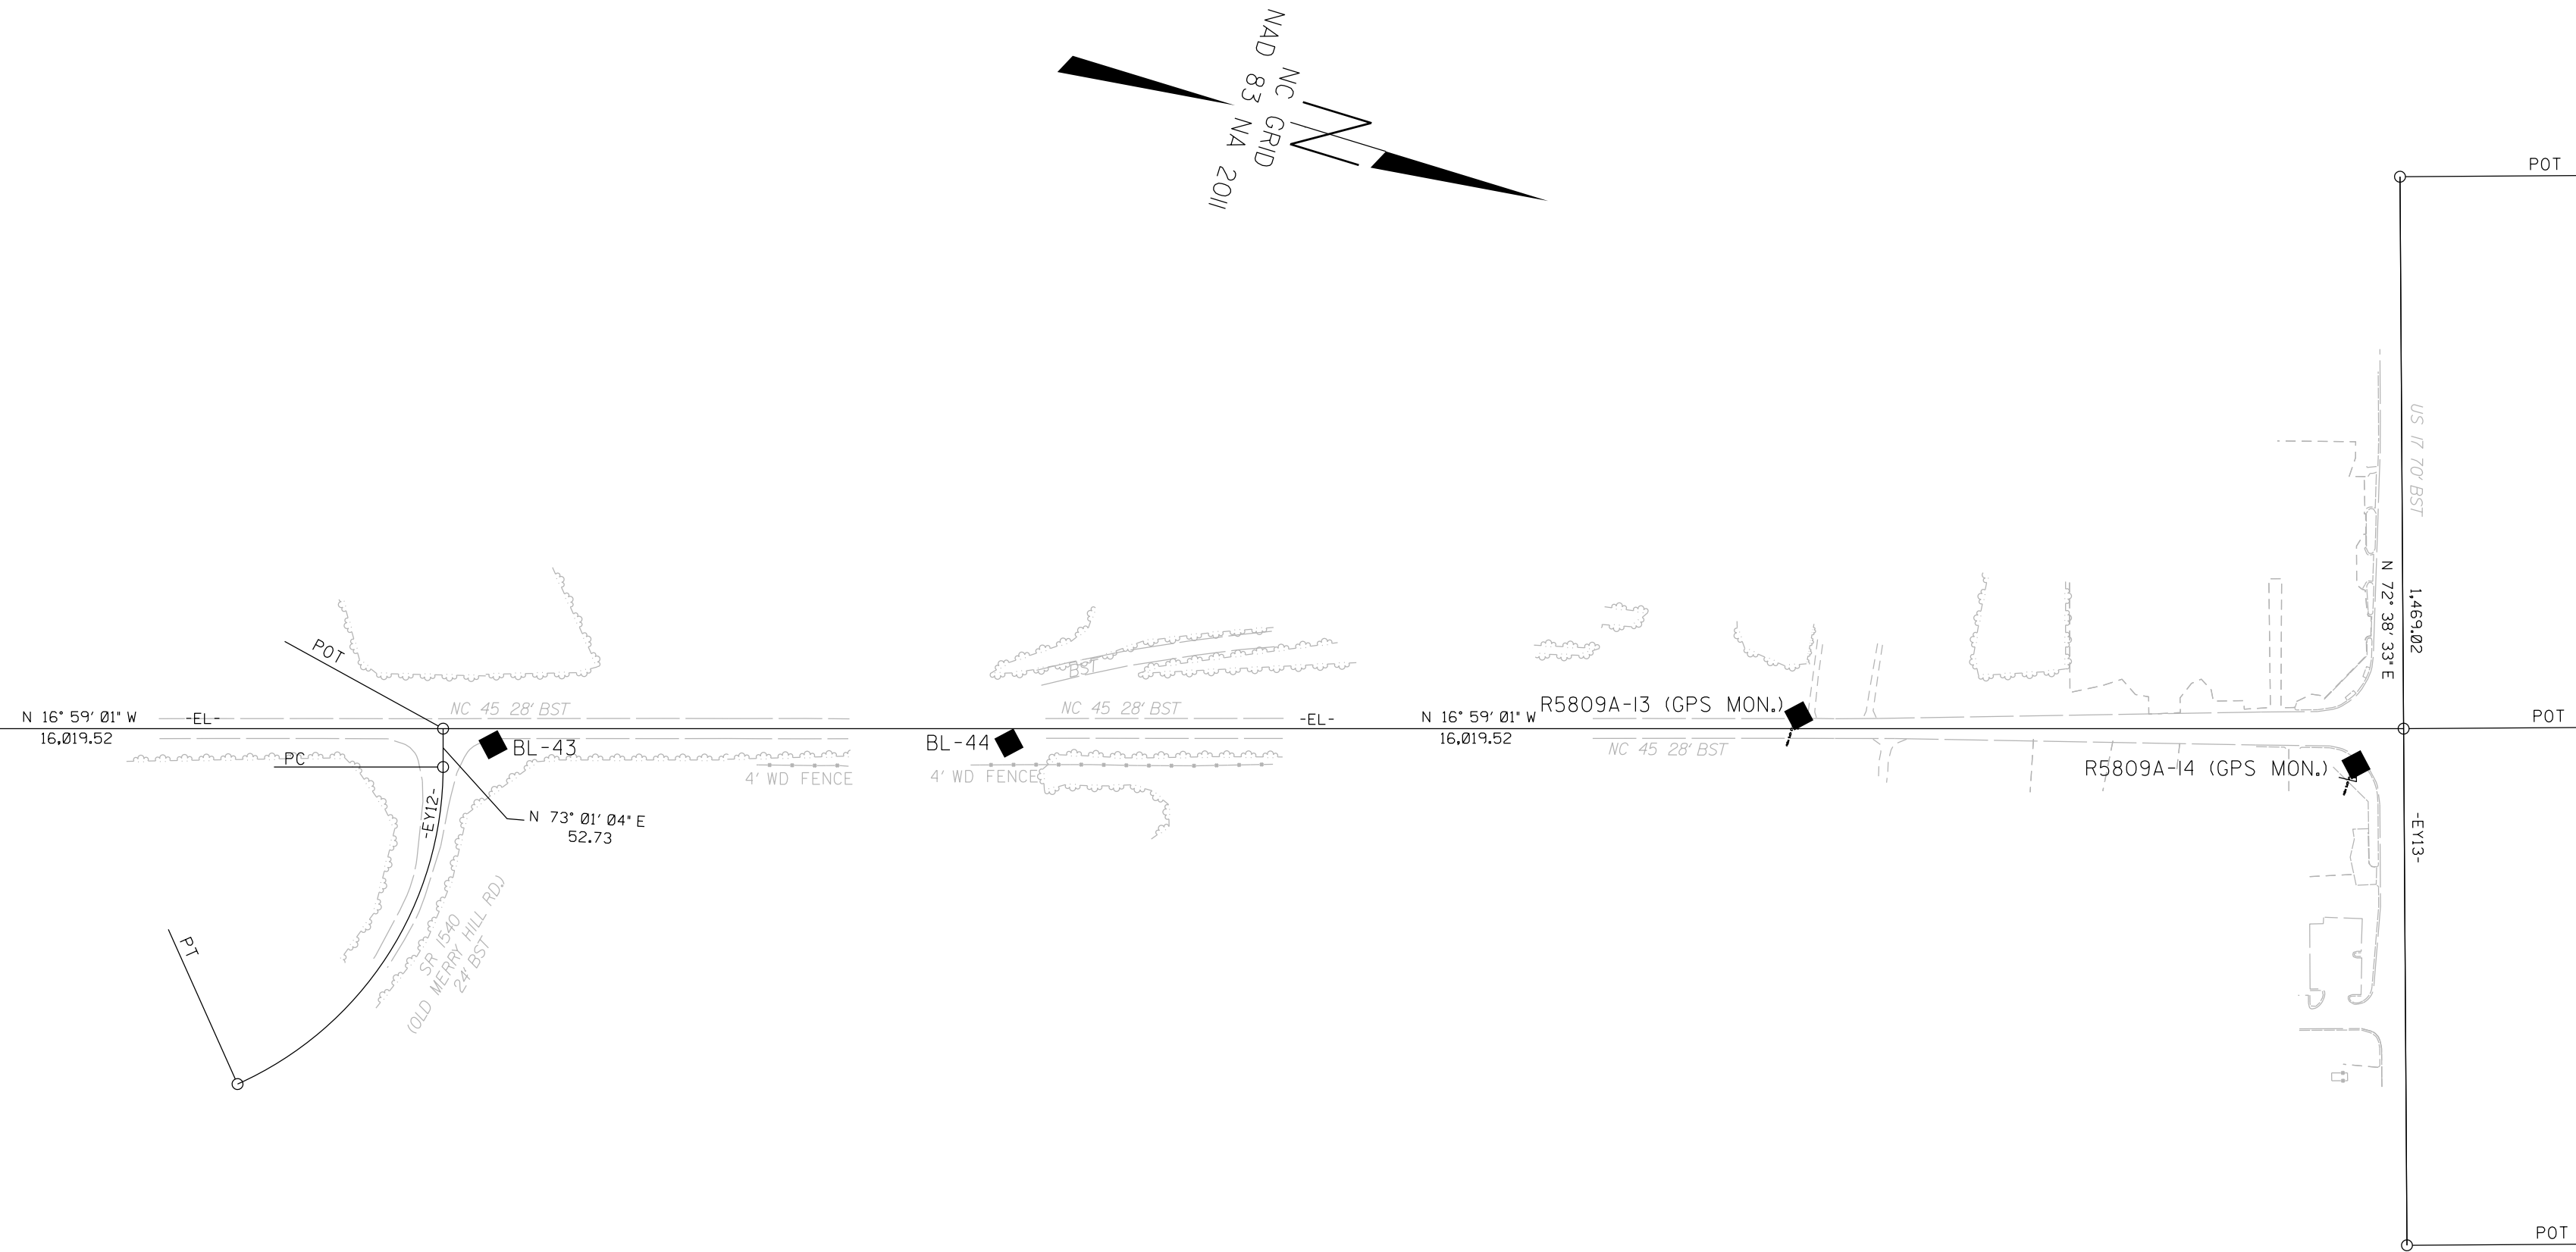 NC GRID
NAD 83 NA 2011
POT
US 17 70' BST
N 72° 38' 33" E
1,469.02
POT
NC 45 28' BST
BST
NC 45 28' BST
R5809A-13 (GPS MON.)
N 16° 59' 01" W
-EL-
16,019.52
-EL-
N 16° 59' 01" W
16,019.52
POT
PC
BL-43
BL-44
NC 45 28' BST
4' WD FENCE
4' WD FENCE
R5809A-14 (GPS MON.)
-EY12-
N 73° 01' 04" E
52.73
-EY13-
SR 1540
(OLD MERRY HILL RD.)
24' BST
PT
POT